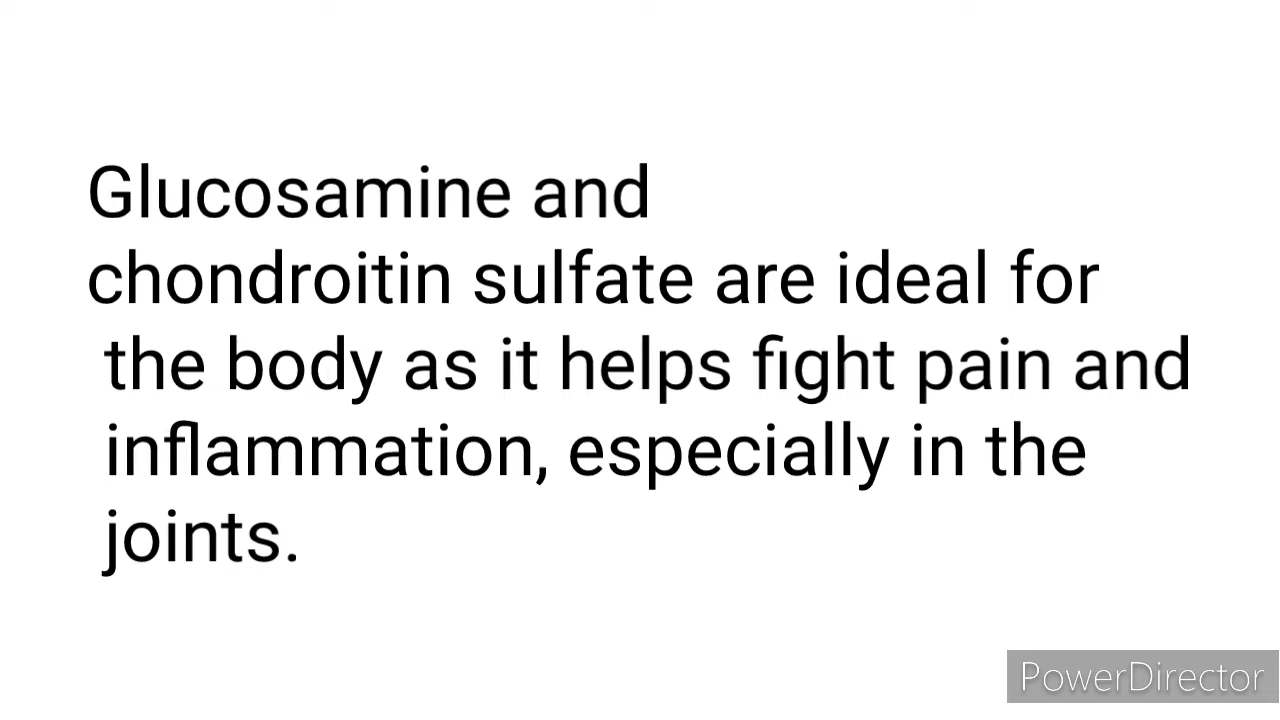 Glucosamine and
chondroitin sulfate are ideal for
the body as it helps fight pain and
inflammation, especially in the
joints.
PowerDirector